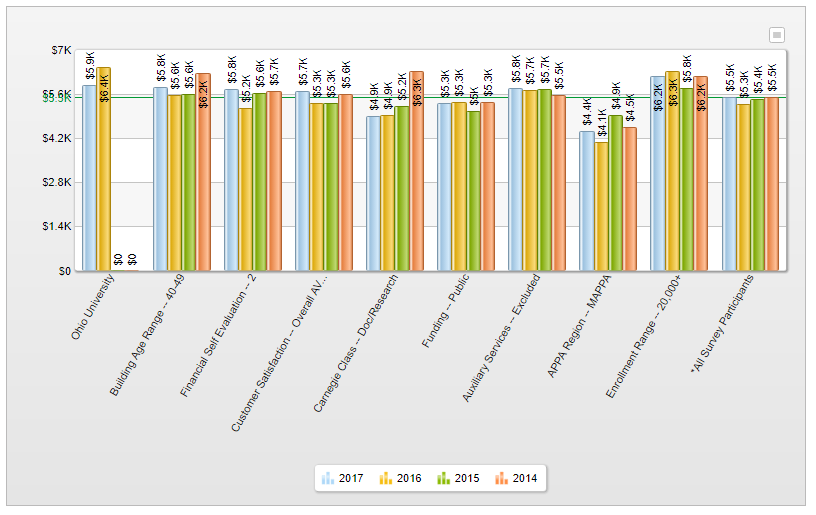 $7K
$5.6K
$5.5K
$4.2K
$2.8K
$1.4K
$0
$5.9K $6.4K $0 $0
$5.8K $5.6K $5.6K $6.2K
$5.8K $5.2K $5.6K $5.7K
$5.7K $5.3K $5.3K $5.6K
$4.9K $4.9K $5.2K $6.3K
$5.3K $5.3K $5K $5.3K
$5.8K $5.7K $5.7K $5.5K
$4.4K $4.1K $4.9K $4.5K
$6.2K $6.3K $5.8K $6.2K
$5.5K $5.3K $5.4K $5.5K
Ohio University
Building Age Range -- 40-49
Financial Self Evaluation -- 2
Customer Satisfaction -- Overall AV...
Carnegie Class -- Doc/Research
Funding -- Public
Auxiliary Services -- Excluded
APPA Region -- MAPPA
Enrollment Range -- 20,000+
*All Survey Participants
2017 2016 2015 2014